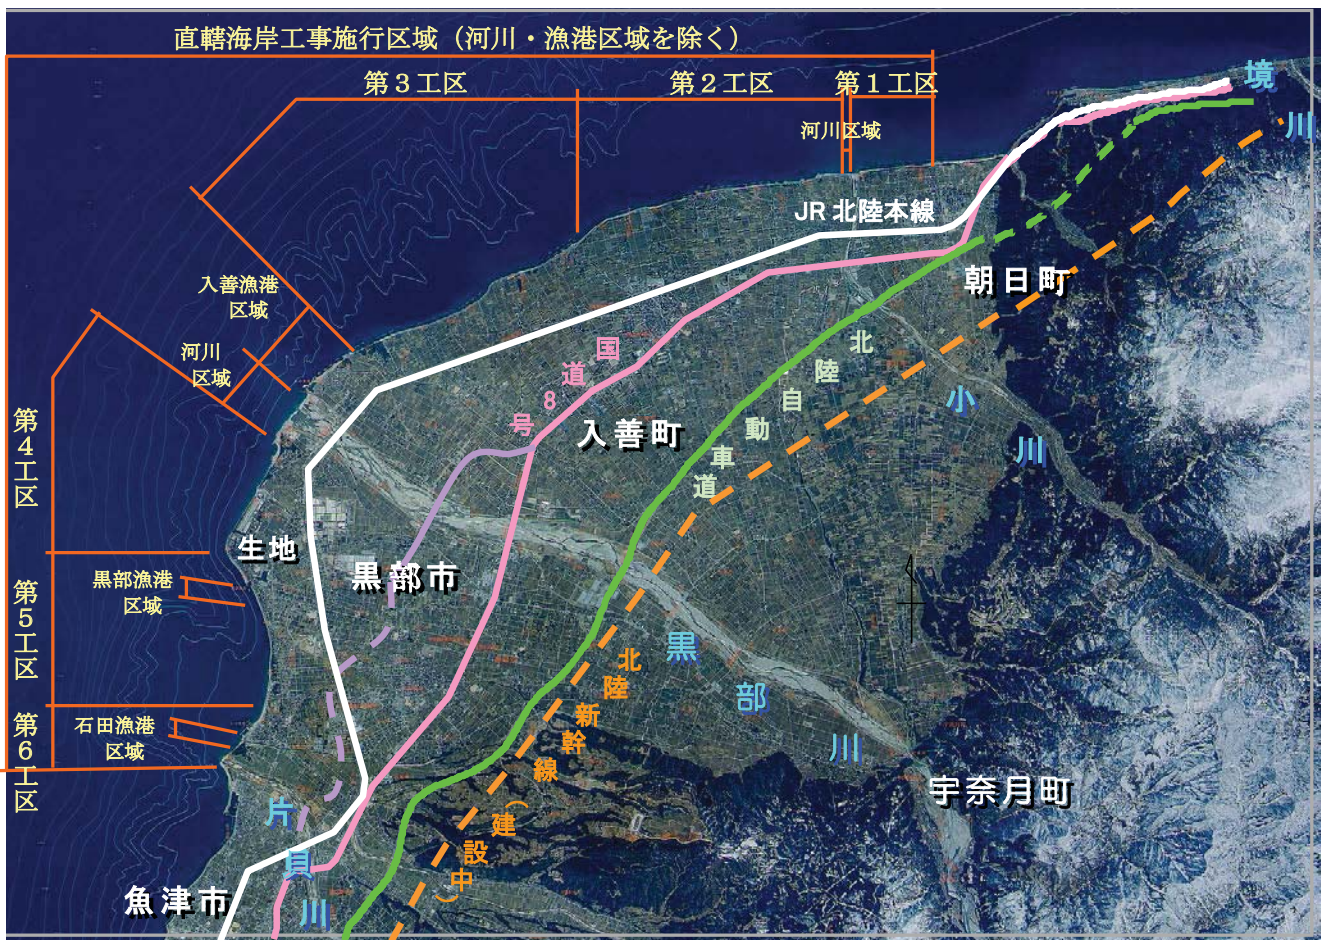 直轄海岸工事施行区域（河川・漁港区域を除く）
第３工区
第２工区
第１工区
河川区域
境川
JR 北陸本線
朝日町
入善漁港
区域
河川
区域
国道８号
北陸自動車道
入善町
小川
第４工区
生地
黒部市
黒部漁港
区域
第５工区
黒部川
北陸新幹線（建設中）
石田漁港
区域
第６工区
宇奈月町
片貝川
魚津市